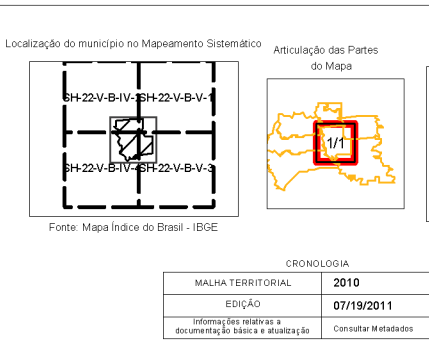 Localização do município no Mapeamento Sistemático
Articulação das Partes
do Mapa
SH-22-V-B-IV-2
SH-22-V-B-V-1
SH-22-V-B-IV-4
SH-22-V-B-V-3
1/1
Fonte: Mapa Índice do Brasil - IBGE
CRONOLOGIA
MALHA TERRITORIAL 2010
EDIÇÃO 07/19/2011
Informações relativas a
documentação básica e atualização Consultar Metadados